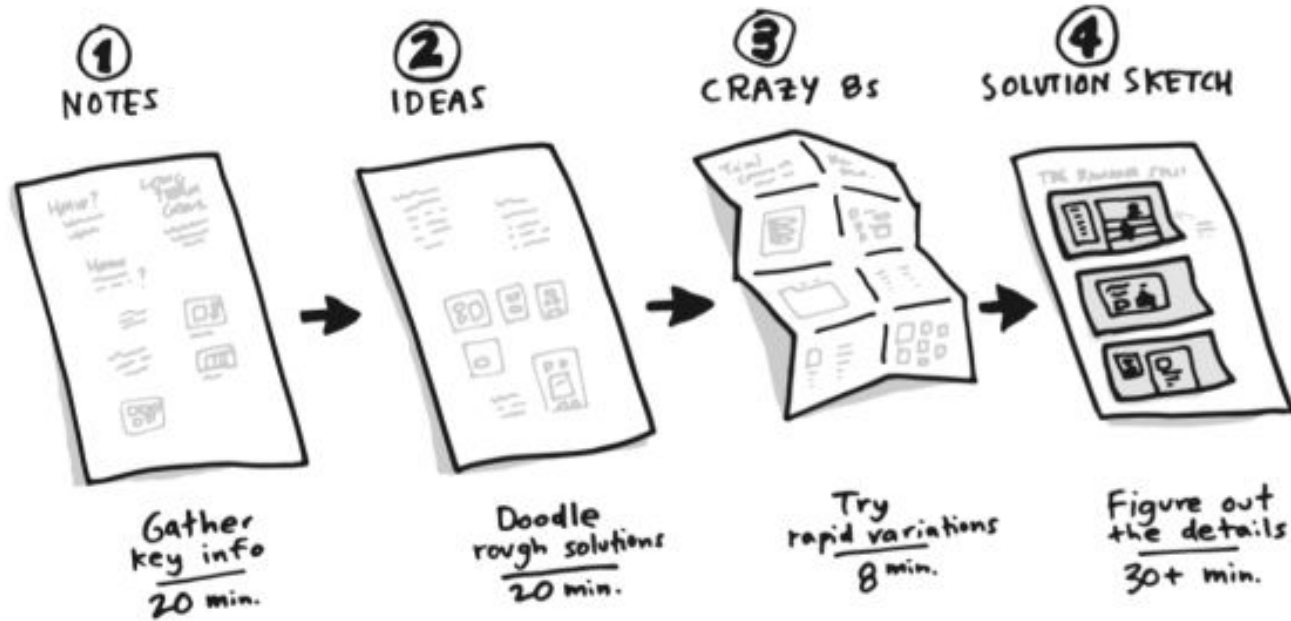 1
NOTES
Gather
key info
20 min.
2
IDEAS
Doodle
rough solutions
20 min.
3
CRAZY 8s
Try
rapid variations
8 min.
4
SOLUTION SKETCH
Figure out
the details
30+ min.